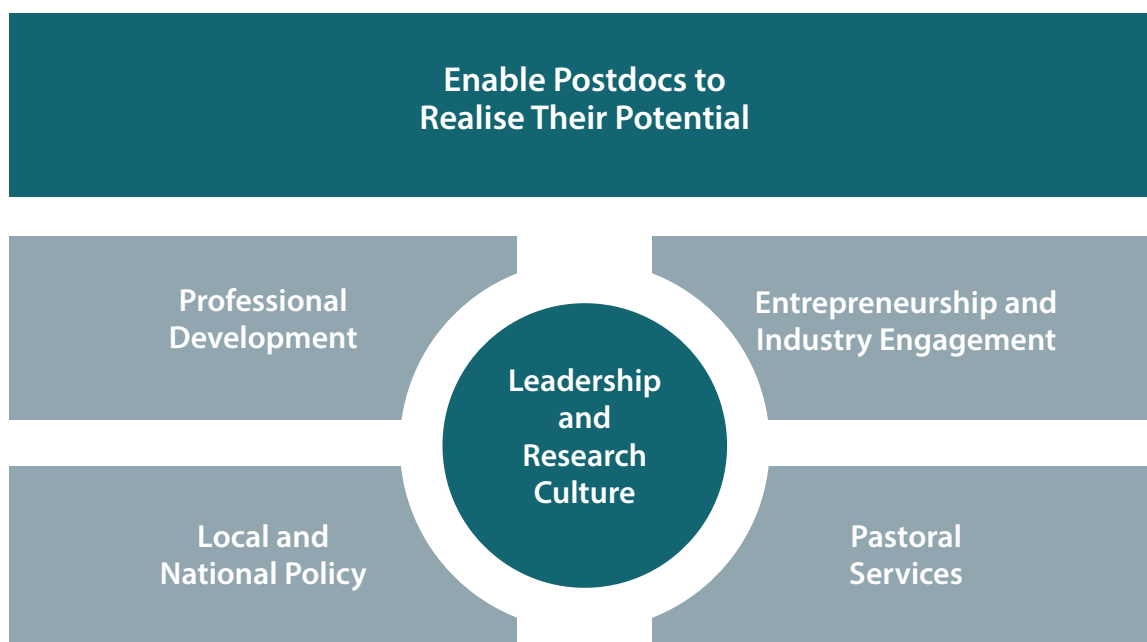 Enable Postdocs to
Realise Their Potential
Professional
Development
Entrepreneurship and
Industry Engagement
Leadership
and
Research
Culture
Local and
National Policy
Pastoral
Services